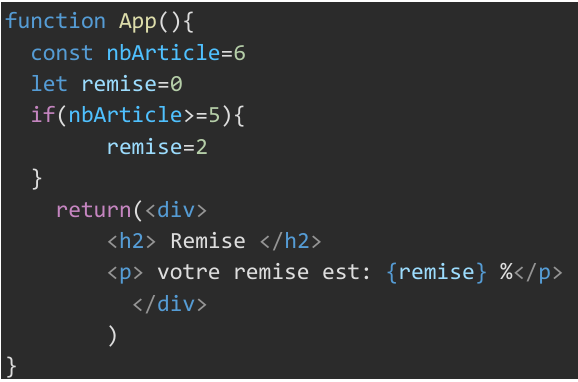 function App(){
  const nbArticle=6
  let remise=0
  if(nbArticle>=5){
        remise=2
  }
    return(<div>
        <h2> Remise </h2>
        <p> votre remise est: {remise} %</p>
          </div>
        )
}